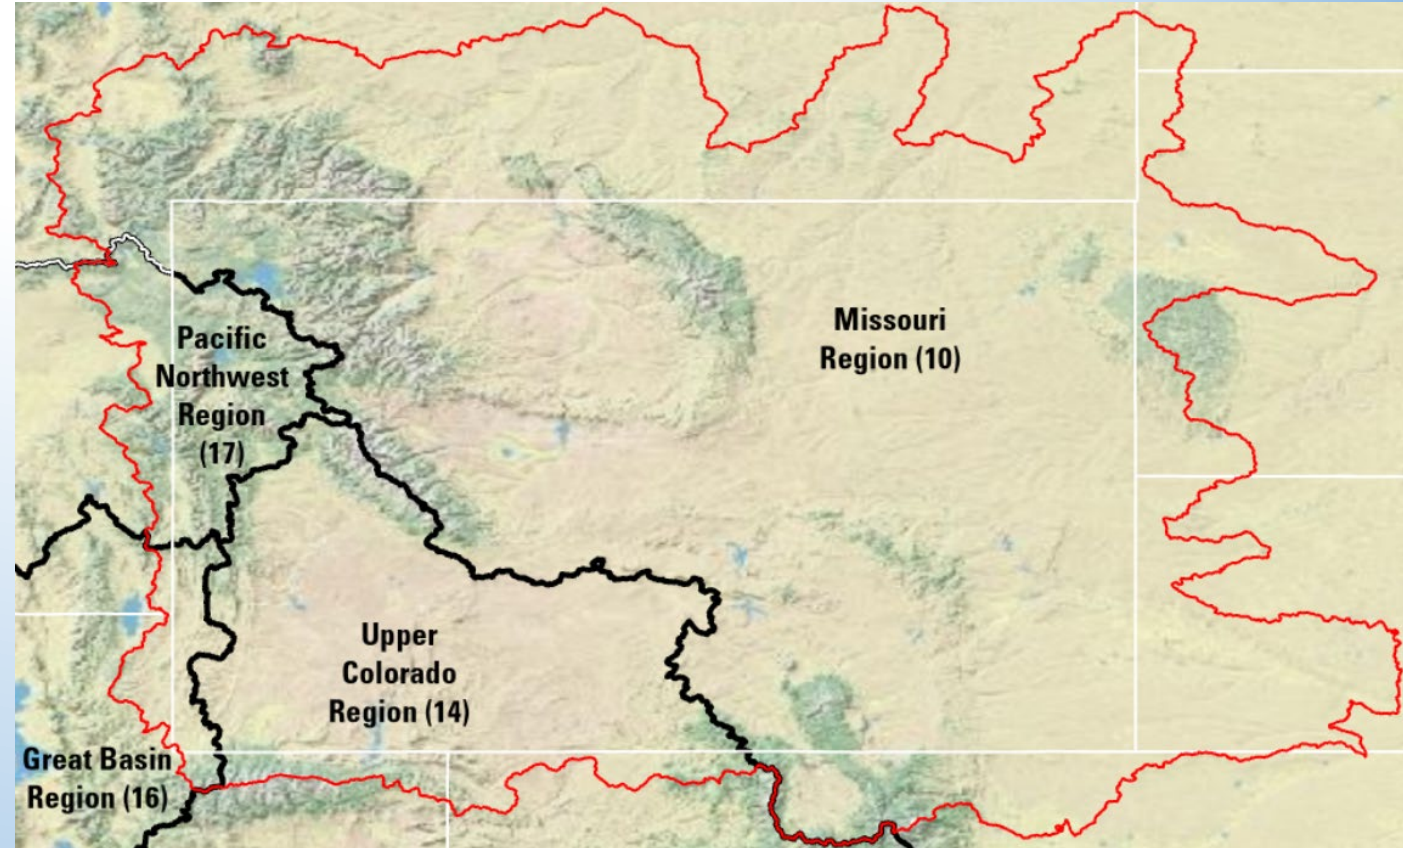 Pacific
Northwest
Region
(17)
Missouri
Region (10)
Upper
Colorado
Region (14)
Great Basin
Region (16)